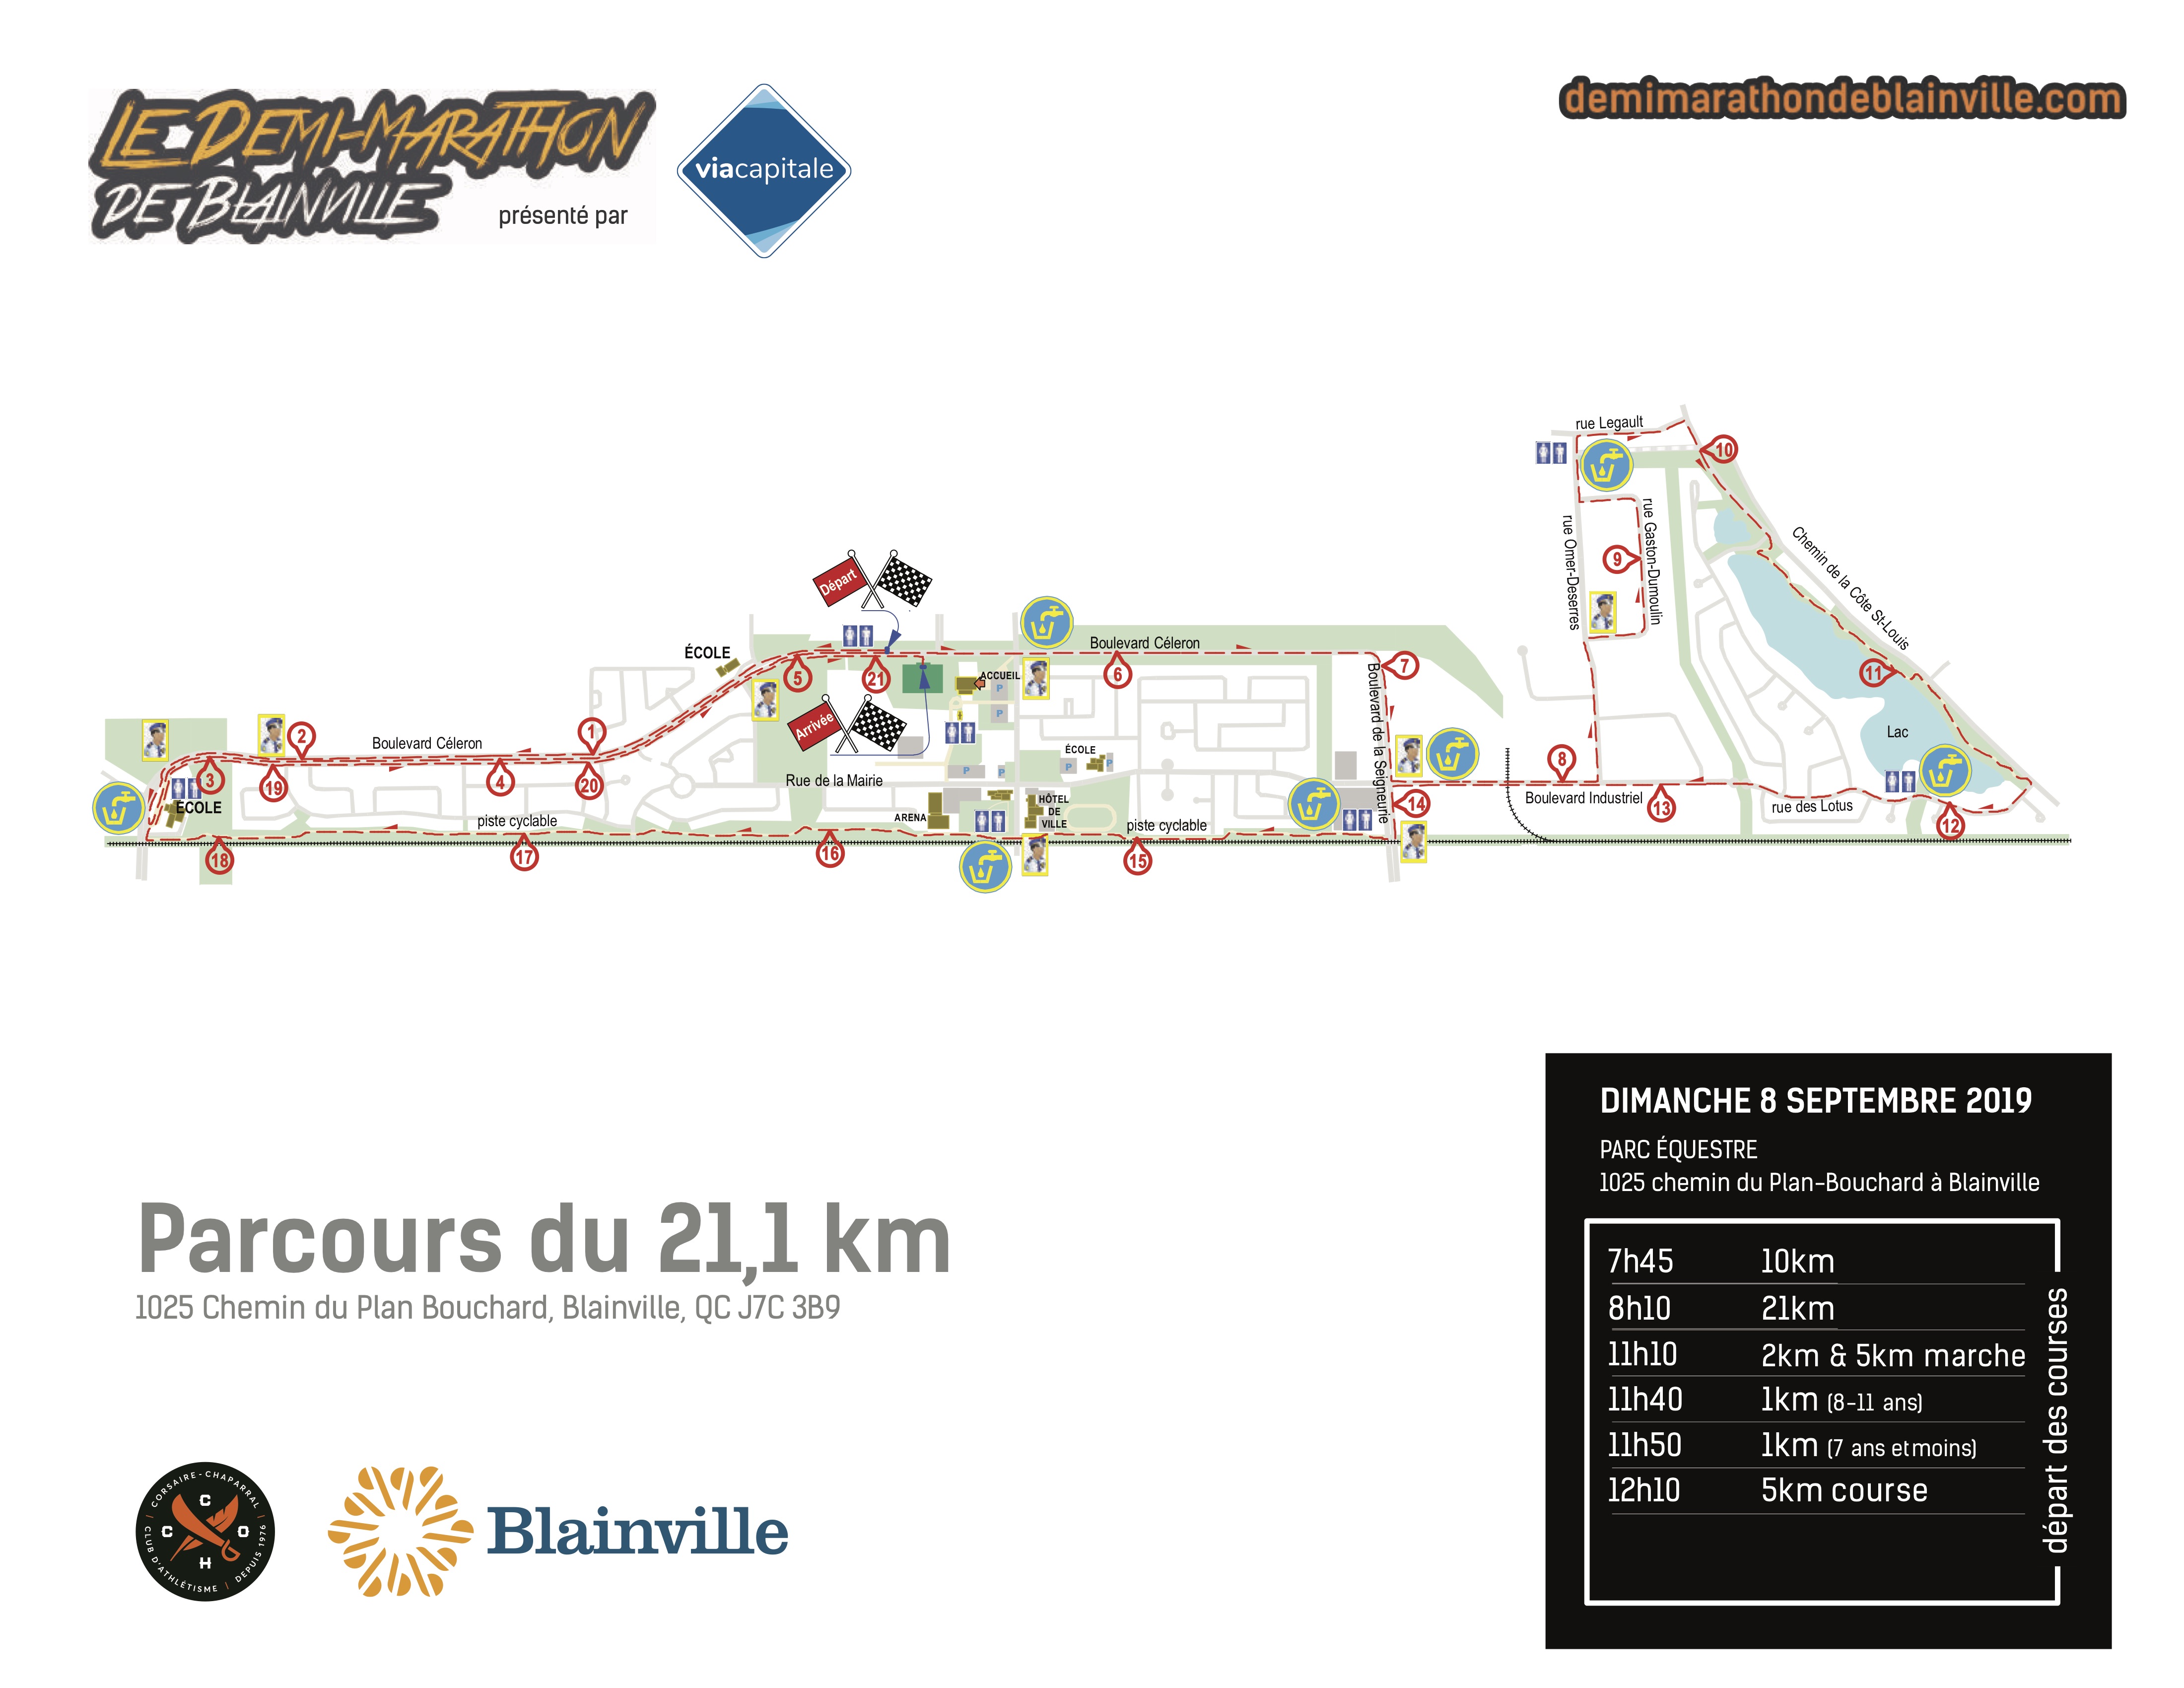 LE DEMI-MARATHON
DE BLAINVILLE
présenté par
viacapitale
demimarathondeblainville.com
rue Legault
10
rue Omer-Deserres
rue Gaston-Dumoulin
9
Chemin de la Côte St-Louis
11
Lac
Départ
ÉCOLE
5
21
ACCUEIL
P
P
Boulevard Céleron
6
7
Boulevard de la Seigneurie
Arrivée
2
1
Boulevard Céleron
3
19
4
20
ÉCOLE
Rue de la Mairie
P
P
P
ÉCOLE
P
8
Boulevard Industriel
13
rue des Lotus
12
14
ARENA
HÔTEL
DE
VILLE
piste cyclable
piste cyclable
18
17
16
15
DIMANCHE 8 SEPTEMBRE 2019
PARC ÉQUESTRE
1025 chemin du Plan-Bouchard à Blainville
7h45 10km
8h10 21km
11h10 2km & 5km marche
11h40 1km (8-11 ans)
11h50 1km (7 ans et moins)
12h10 5km course
départ des courses
Parcours du 21,1 km
1025 Chemin du Plan Bouchard, Blainville, QC J7C 3B9
CORSAIRE-CHAPARRAL
C
C O
H
CLUB D'ATHLÉTISME | DEPUIS 1976
Blainville